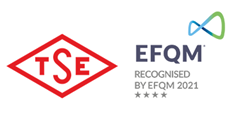 TSE
EFQM
RECOGNISED
BY EFQM 2021
★★★★